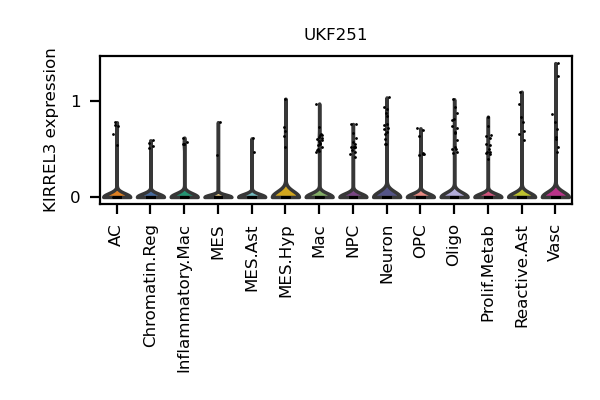 UKF251
KIRREL3 expression
1
0
AC
Chromatin.Reg
Inflammatory.Mac
MES
MES.Ast
MES.Hyp
Mac
NPC
Neuron
OPC
Oligo
Prolif.Metab
Reactive.Ast
Vasc